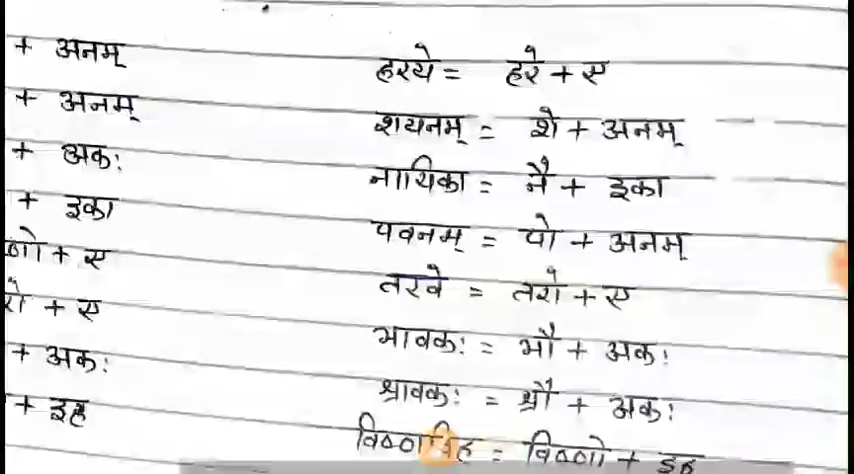 + अनम्
+ अनम्
+ अकः
+ इका
णो + ए
रो + ए
+ अकः
+ इह
हरये = हरे + ए
शयनम् = शे + अनम्
नायिका = नै + इका
पवनम् = पो + अनम्
तरवे = तरो + ए
भावकः = भौ + अकः
श्रावकः = श्रौ + अकः
= विष्णो + इह